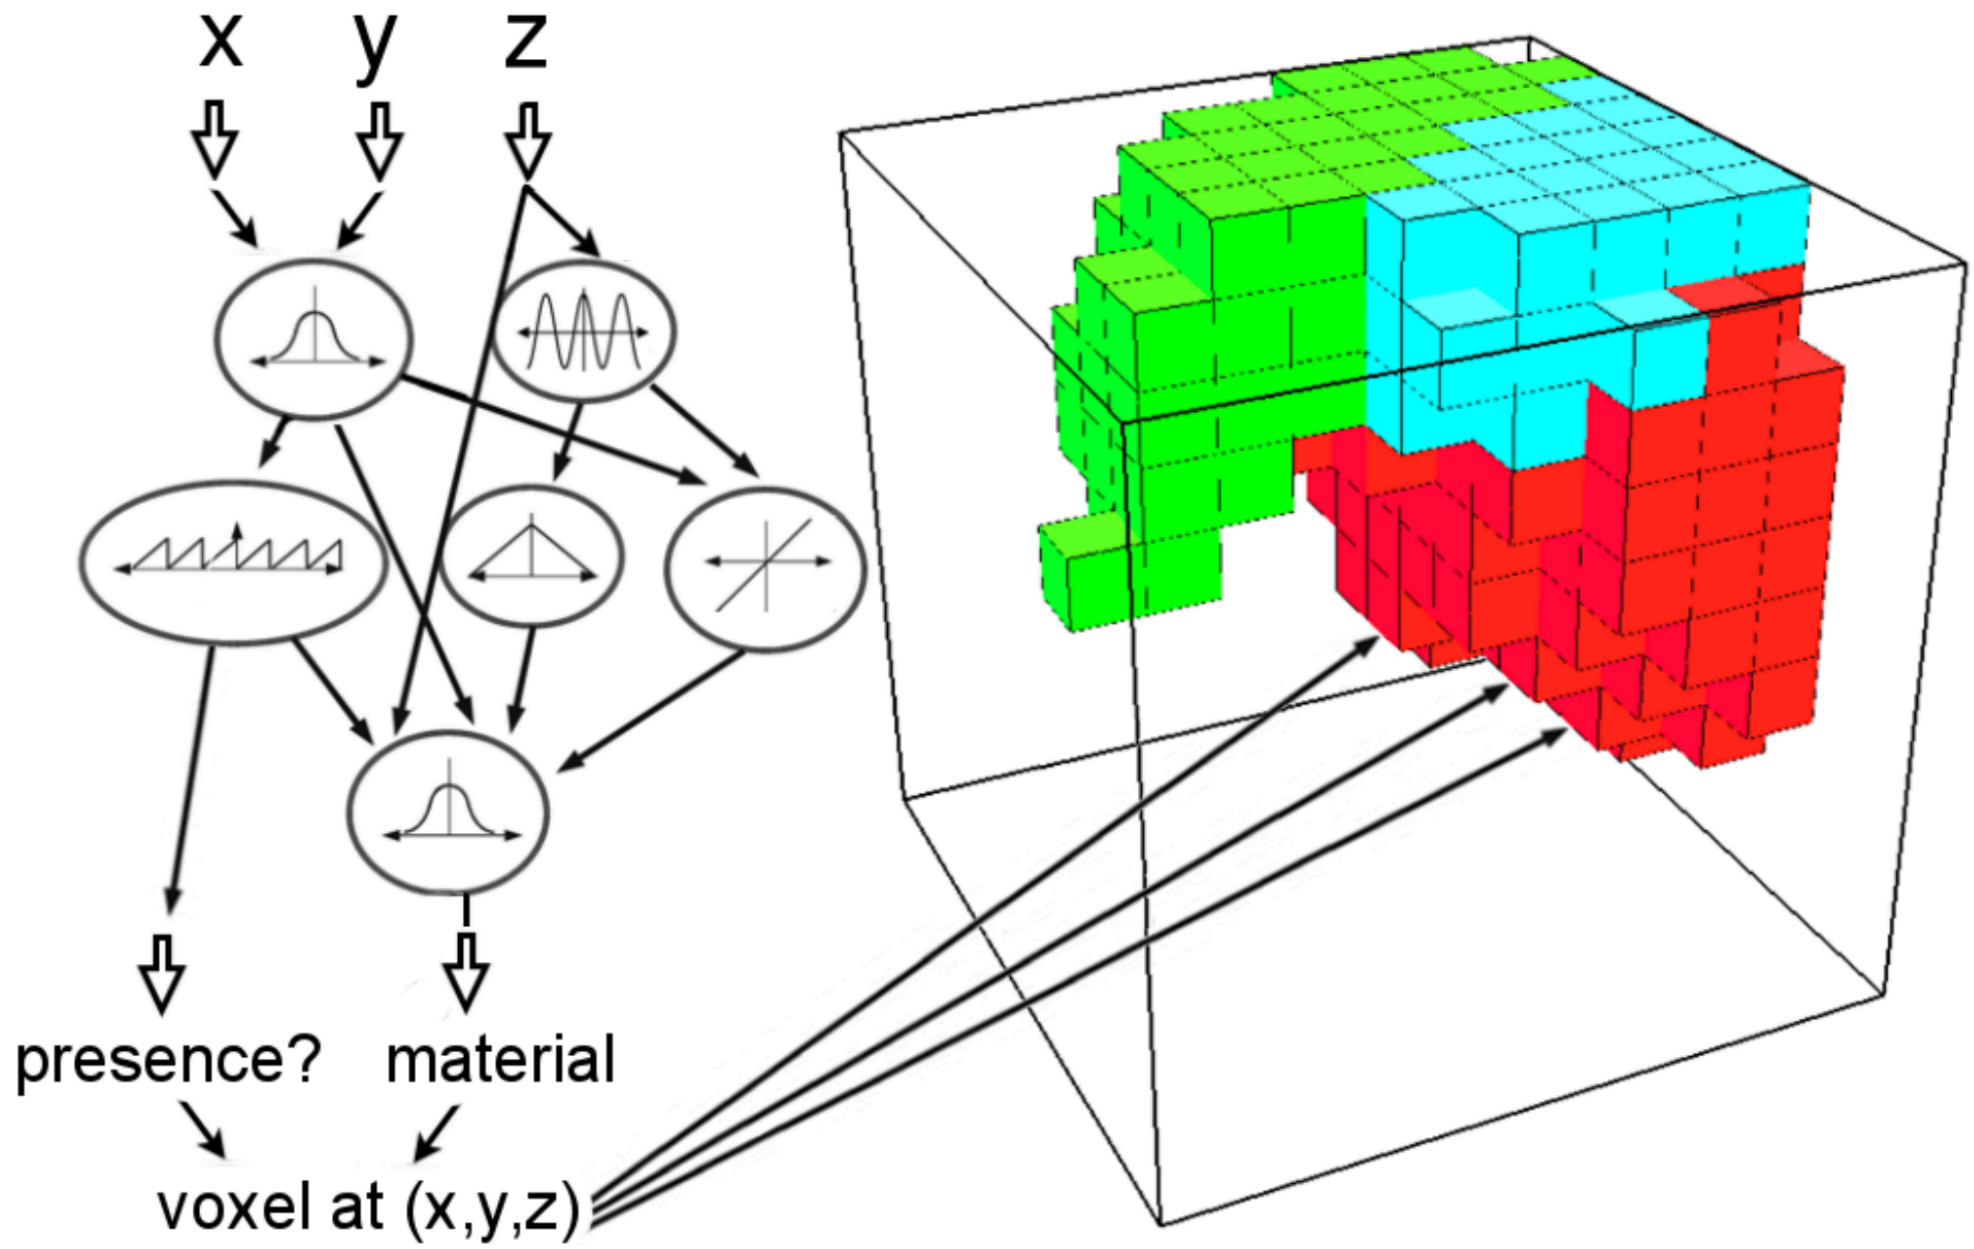 x y z
presence? material
voxel at (x,y,z)